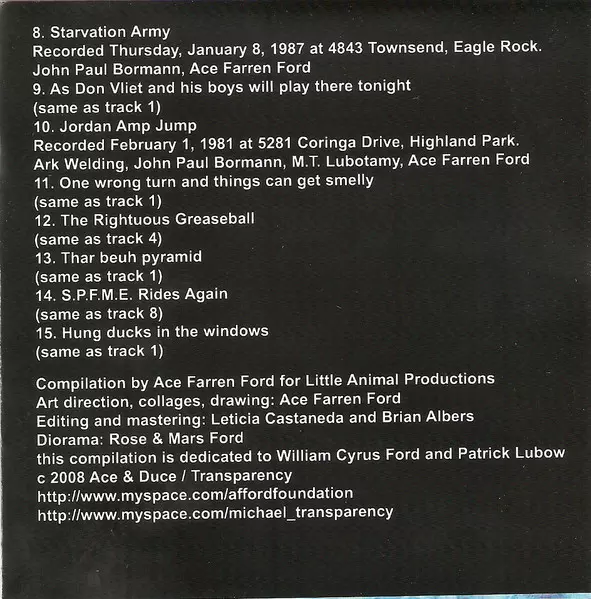 8. Starvation Army
Recorded Thursday, January 8, 1987 at 4843 Townsend, Eagle Rock.
John Paul Bormann, Ace Farren Ford
9. As Don Vliet and his boys will play there tonight
(same as track 1)
10. Jordan Amp Jump
Recorded February 1, 1981 at 5281 Coringa Drive, Highland Park.
Ark Welding, John Paul Bormann, M.T. Lubotamy, Ace Farren Ford
11. One wrong turn and things can get smelly
(same as track 1)
12. The Rightuous Greaseball
(same as track 4)
13. Thar beuh pyramid
(same as track 1)
14. S.P.F.M.E. Rides Again
(same as track 8)
15. Hung ducks in the windows
(same as track 1)
Compilation by Ace Farren Ford for Little Animal Productions
Art direction, collages, drawing: Ace Farren Ford
Editing and mastering: Leticia Castaneda and Brian Albers
Diorama: Rose & Mars Ford
this compilation is dedicated to William Cyrus Ford and Patrick Lubow
c 2008 Ace & Duce / Transparency
http://www.myspace.com/affordfoundation
http://www.myspace.com/michael_transparency